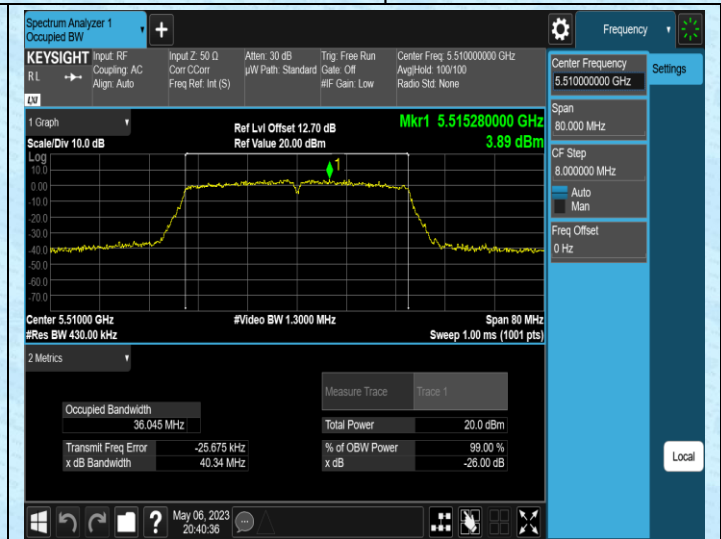 Spectrum Analyzer 1
Occupied BW
+
Frequency
KEYSIGHT
R L
LXI
Input: RF
Coupling: AC
Align: Auto
Input Z: 50 Ω
Corr CCorr
Freq Ref: Int (S)
Atten: 30 dB
µW Path: Standard
Trig: Free Run
Gate: Off
#IF Gain: Low
Center Freq: 5.510000000 GHz
Avg|Hold: 100/100
Radio Std: None
Center Frequency
5.510000000 GHz
Settings
Span
80.000 MHz
CF Step
8.000000 MHz
Auto
Man
Freq Offset
0 Hz
Local
1 Graph
Scale/Div 10.0 dB
Ref Lvl Offset 12.70 dB
Ref Value 20.00 dBm
Mkr1 5.515280000 GHz
3.89 dBm
Log
10.0
0.00
-10.0
-20.0
-30.0
-40.0
-50.0
-60.0
-70.0
1
Center 5.51000 GHz
#Res BW 430.00 kHz
#Video BW 1.3000 MHz
Span 80 MHz
Sweep 1.00 ms (1001 pts)
2 Metrics
Measure Trace
Trace 1
Occupied Bandwidth
36.045 MHz
Total Power
20.0 dBm
Transmit Freq Error
-25.675 kHz
% of OBW Power
99.00 %
x dB Bandwidth
40.34 MHz
x dB
-26.00 dB
?
May 06, 2023
20:40:36